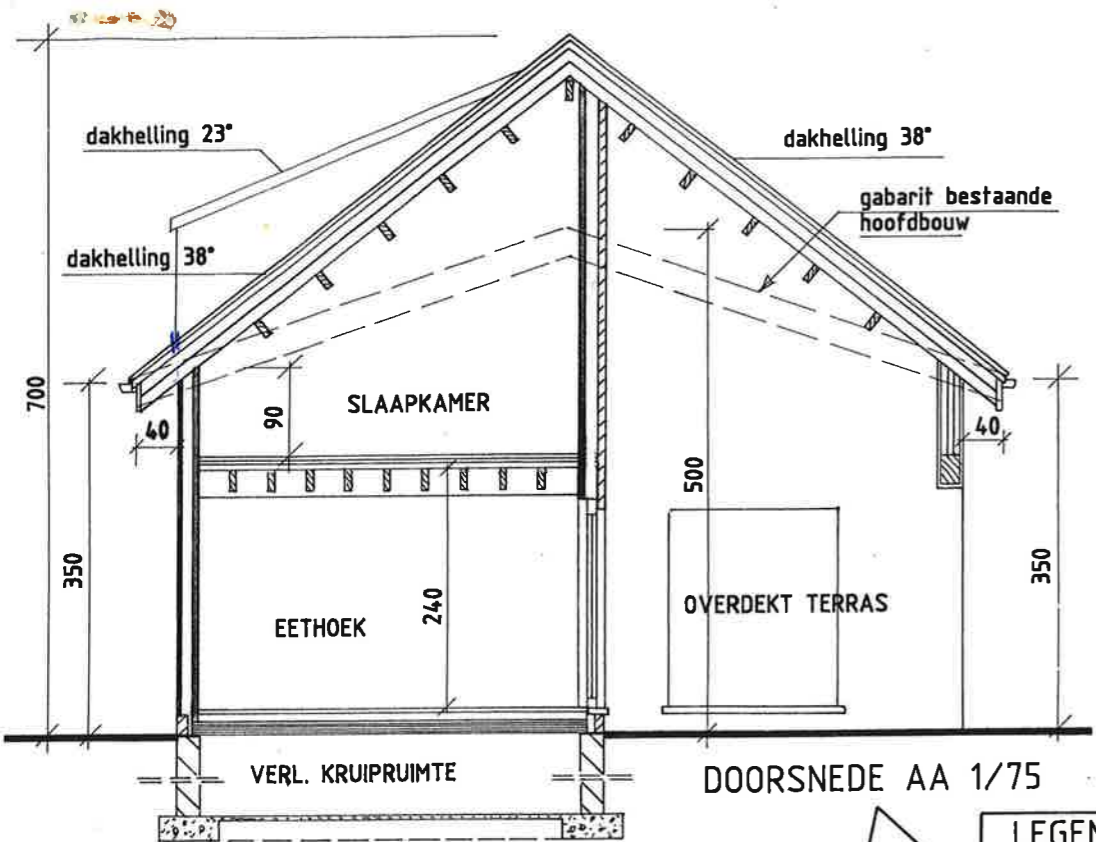 dakhelling 23°
dakhelling 38°
gabarit bestaande
hoofdbouw
dakhelling 38°
700
SLAAPKAMER
90
40
40
500
350
350
240
OVERDEKT TERRAS
EETHOEK
VERL. KRUIPRUIMTE
DOORSNEDE AA 1/75
LEGEN